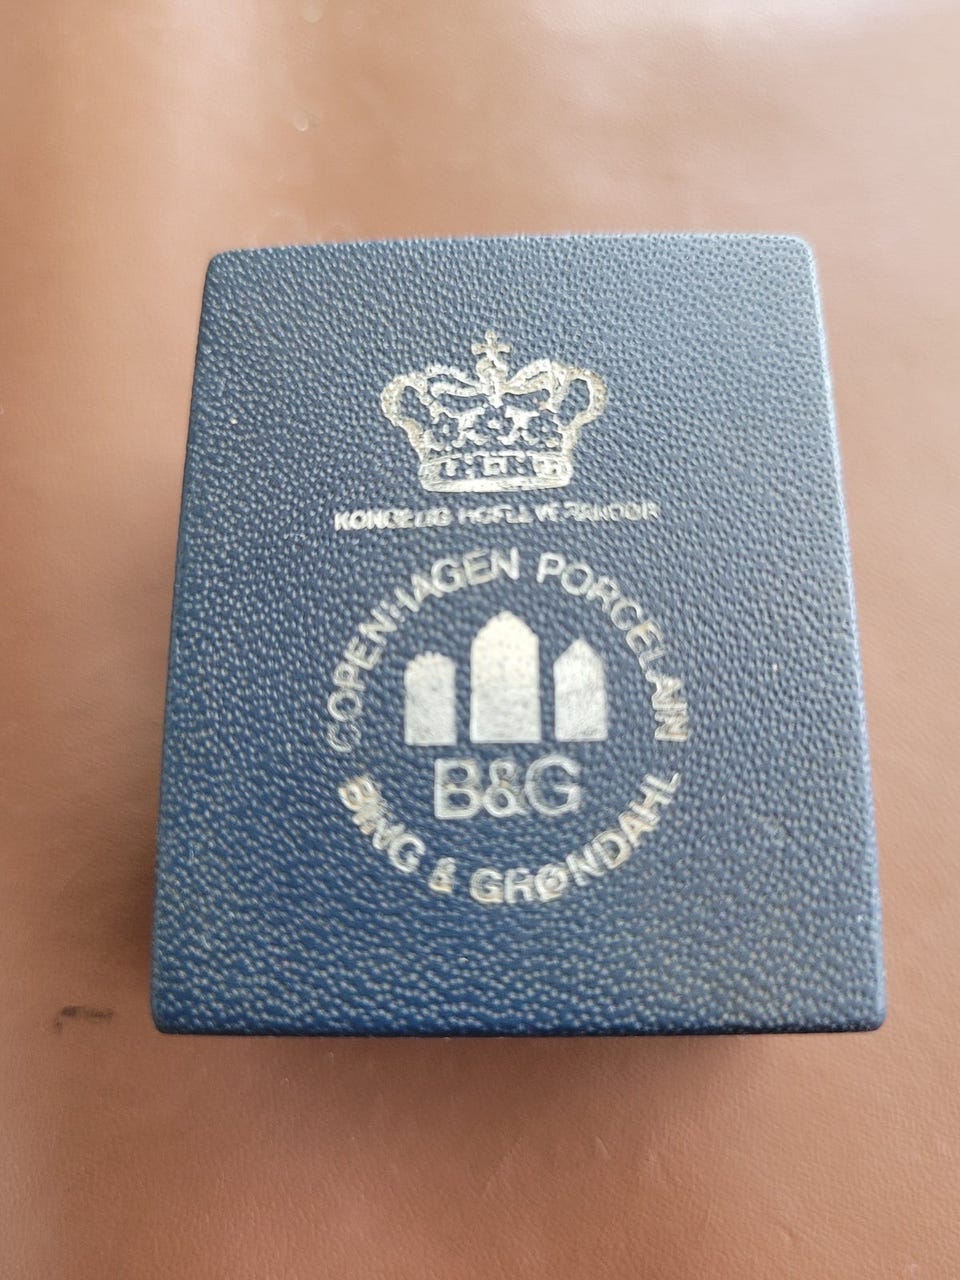 KONGELIG HOFLEVERANDØR
COPENHAGEN PORCELAIN
B&G
BING & GRØNDAHL